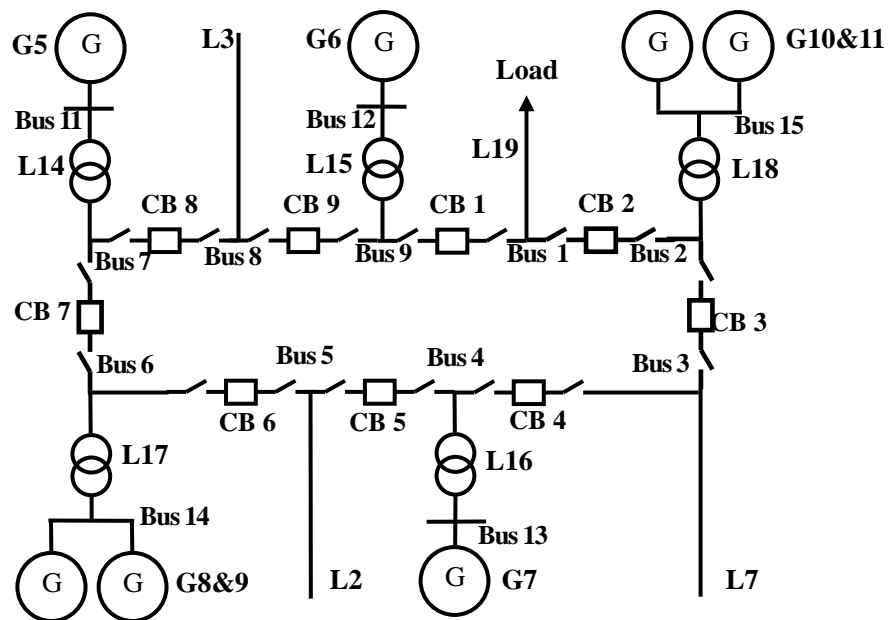 G5 G L3 G6 G G G G10&11
Load
Bus 11 Bus 12 Bus 15
L14 L15 L19 L18
CB 8 CB 9 CB 1 CB 2
Bus 7 Bus 8 Bus 9 Bus 1 Bus 2
CB 7 CB 3
Bus 6 Bus 5 Bus 4 Bus 3
CB 6 CB 5 CB 4
L17 L16
Bus 14 Bus 13
G G G8&9 L2 G G7 L7